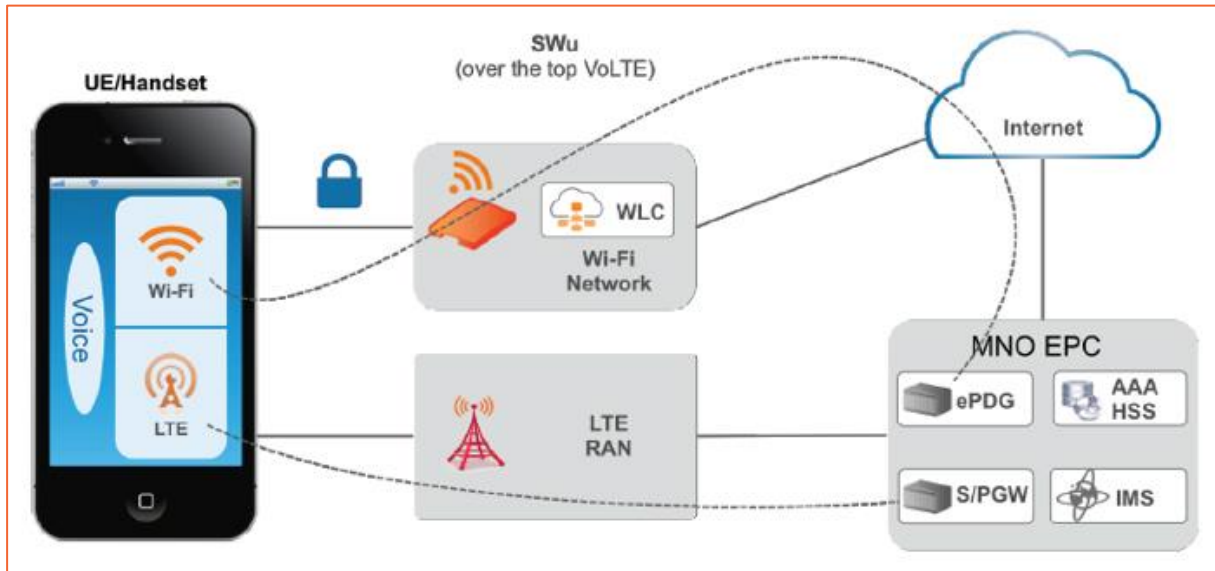 SWu
(over the top VoLTE)
UE/Handset
Internet
WLC
Wi-Fi
Network
Wi-Fi
Voice
LTE
LTE
RAN
MNO EPC
ePDG
AAA
HSS
S/PGW
IMS